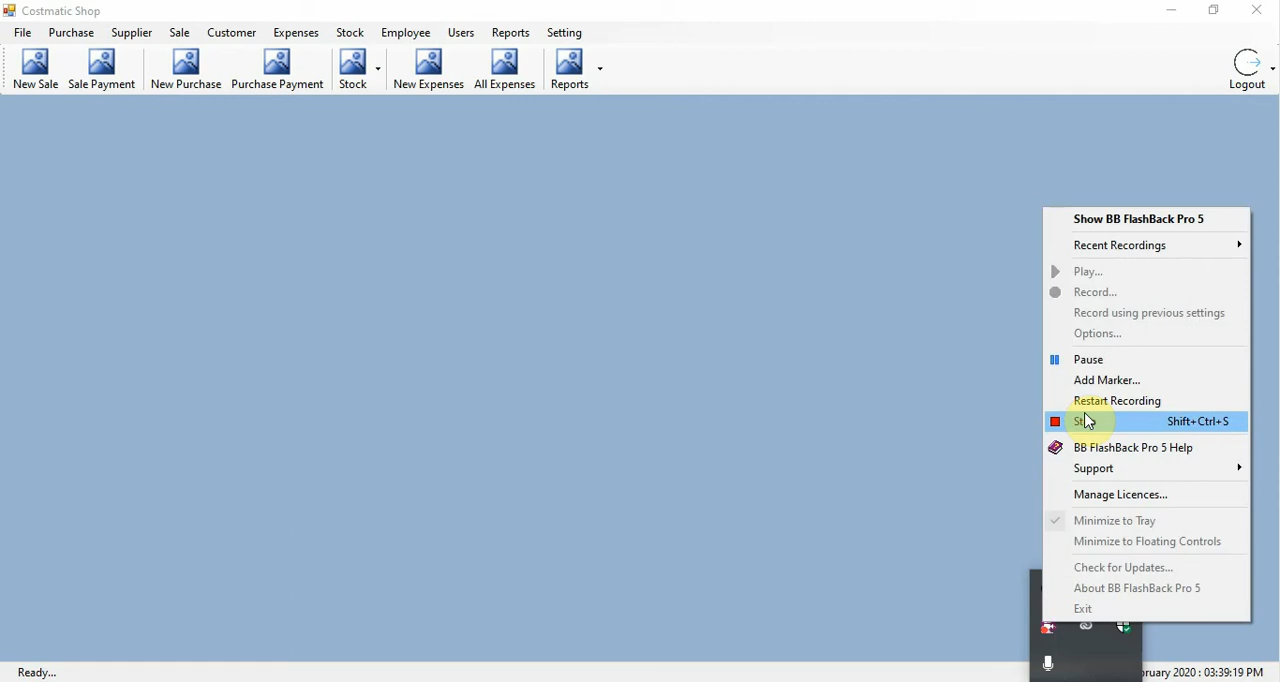 Costmatic Shop
File Purchase Supplier Sale Customer Expenses Stock Employee Users Reports Setting
New Sale Sale Payment New Purchase Purchase Payment Stock New Expenses All Expenses Reports Logout
Show BB FlashBack Pro 5
Recent Recordings
Play...
Record...
Record using previous settings
Options...
Pause
Add Marker...
Restart Recording
Shift+Ctrl+S
BB FlashBack Pro 5 Help
Support
Manage Licences...
Minimize to Tray
Minimize to Floating Controls
Check for Updates...
About BB FlashBack Pro 5
Exit
Ready... 2020 : 03:39:19 PM